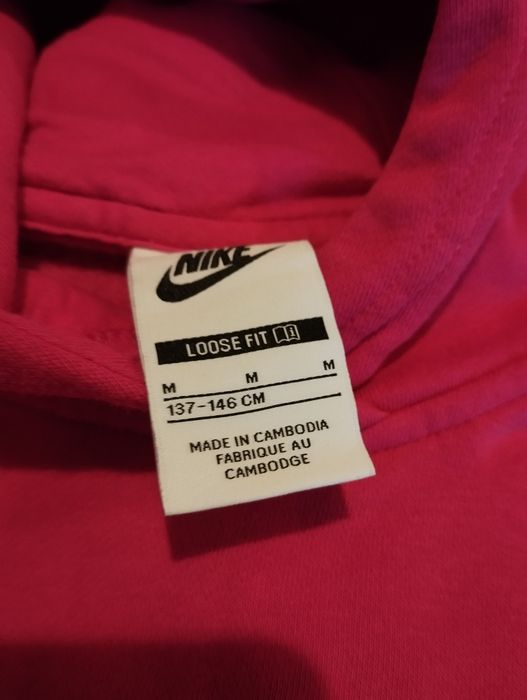 NIKE
LOOSE FIT
M M M
137-146 CM
MADE IN CAMBODIA
FABRIQUE AU
CAMBODGE